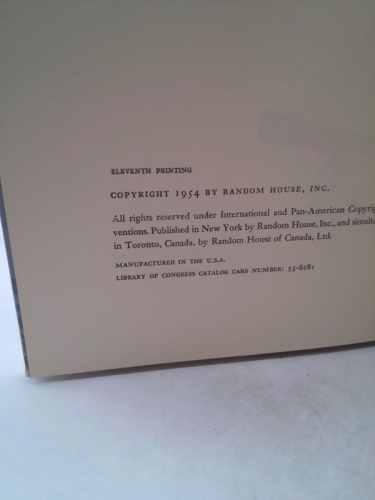 ELEVENTH PRINTING
COPYRIGHT 1954 BY RANDOM HOUSE, INC.
All rights reserved under International and Pan-American Copyrig
ventions. Published in New York by Random House, Inc., and simulta
in Toronto, Canada, by Random House of Canada, Ltd.
MANUFACTURED IN THE U.S.A.
LIBRARY OF CONGRESS CATALOG CARD NUMBER: 53-6281